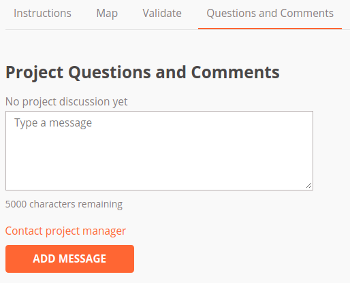 Instructions Map Validate Questions and Comments
Project Questions and Comments
No project discussion yet
Type a message
5000 characters remaining
Contact project manager
ADD MESSAGE